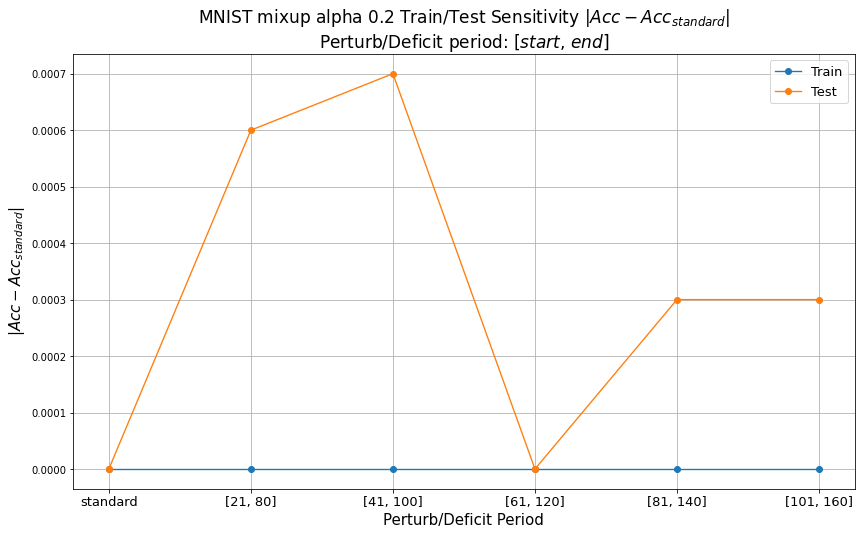 MNIST mixup alpha 0.2 Train/Test Sensitivity |Acc − Acc_standard|
Perturb/Deficit period: [start, end]
Train
Test
|Acc − Acc_standard|
0.0007
0.0006
0.0005
0.0004
0.0003
0.0002
0.0001
0.0000
standard [21, 80] [41, 100] [61, 120] [81, 140] [101, 160]
Perturb/Deficit Period